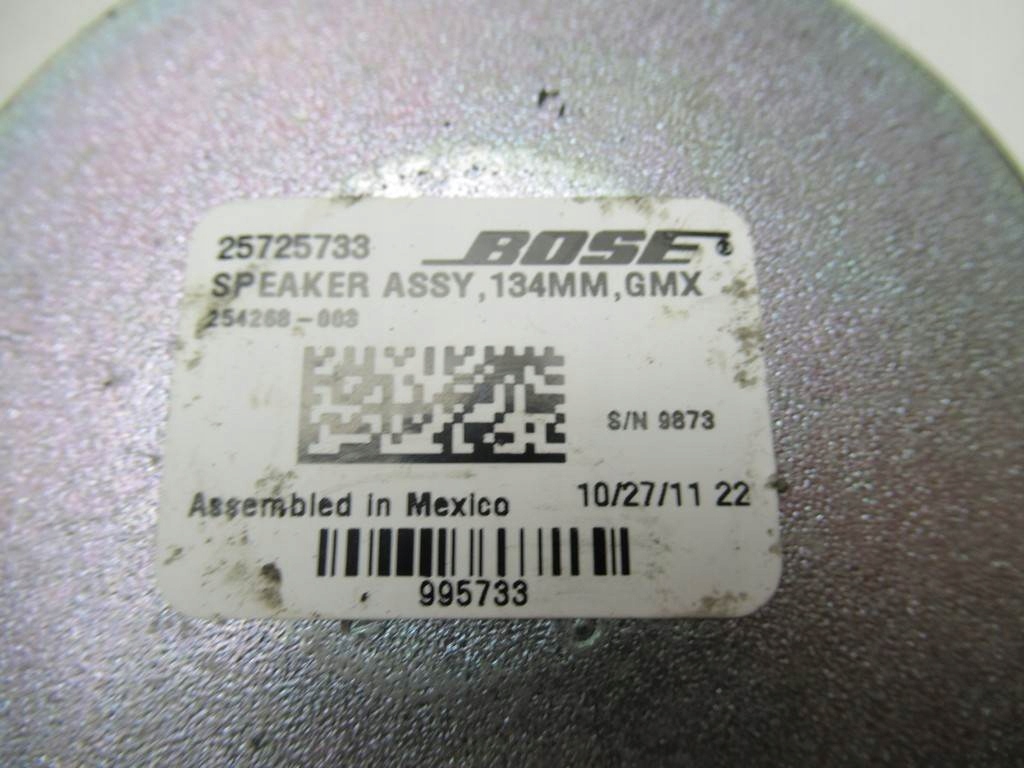 25725733 BOSE®
SPEAKER ASSY,134MM,GMX
254268-003
S/N 9873
Assembled in Mexico 10/27/11 22
995733